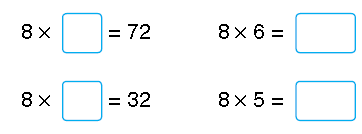 8 × = 72 8 × 6 =
8 × = 32 8 × 5 =